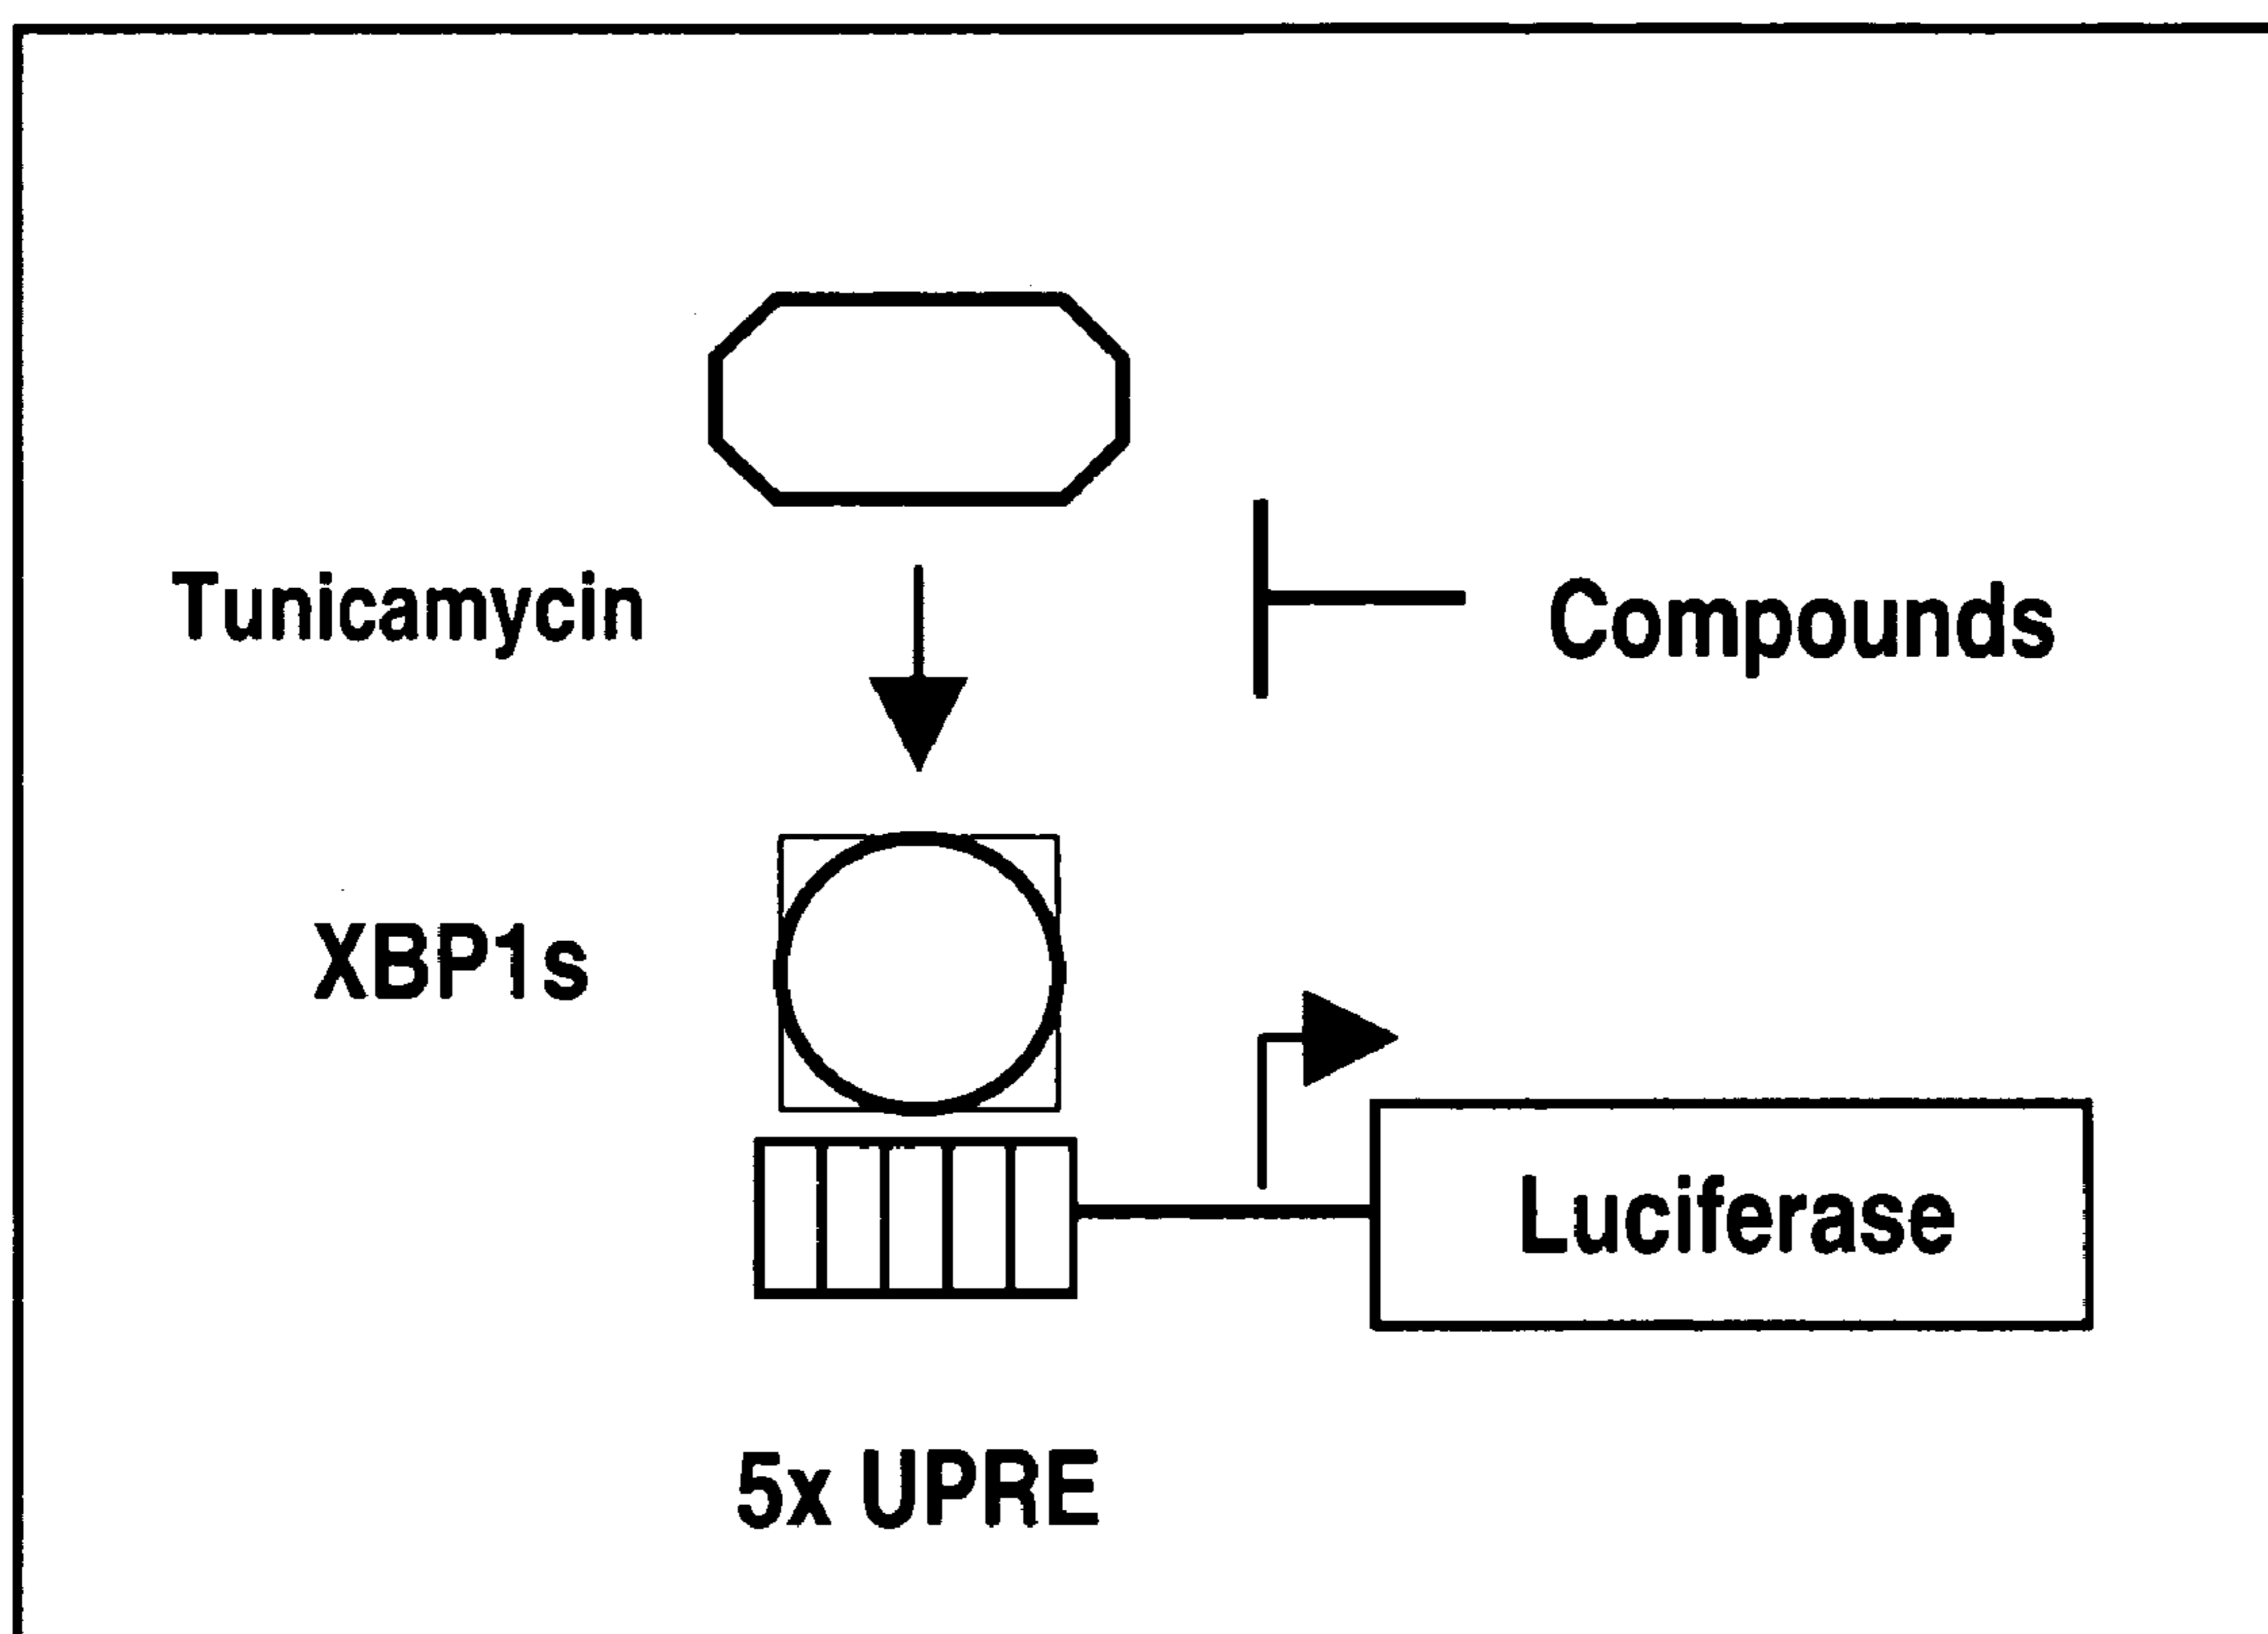 Tunicamycin
Compounds
XBP1s
Luciferase
5x UPRE